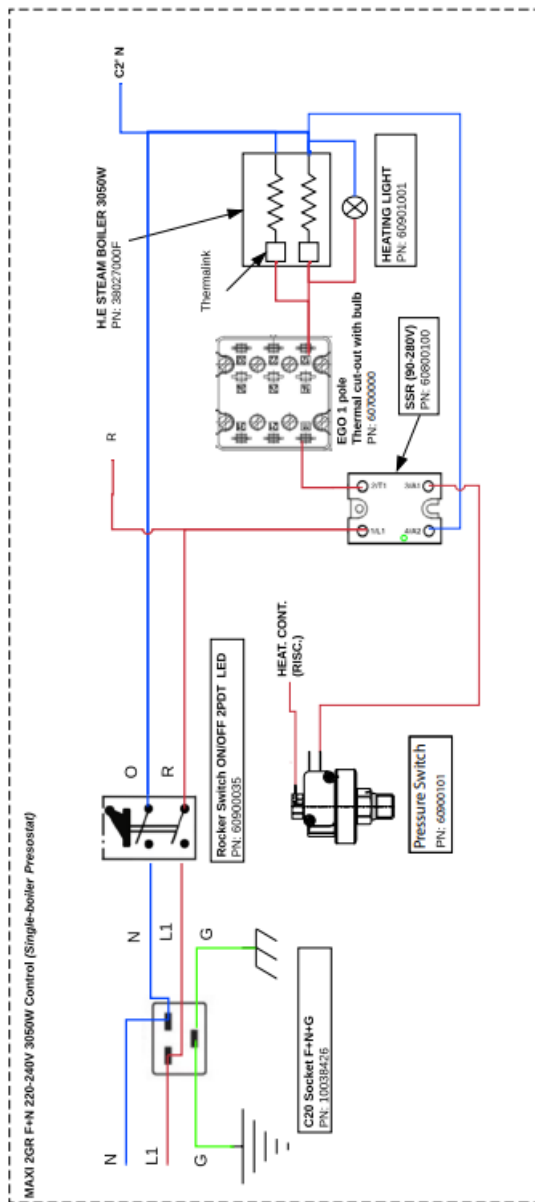 MAXI 2GR F+N 220-240V 3050W Control (Single-boiler Presostat)
N
L1
G
N
L1
G
C20 Socket F+N+G
PN: 10038426
O
R
Rocker Switch ON/OFF 2PDT LED
PN: 60900035
Pressure Switch
PN: 60900101
HEAT. CONT.
(RISC.)
R
C2' N
H.E STEAM BOILER 3050W
PN: 38027000F
Thermalink
EGO 1 pole
Thermal cut-out with bulb
PN: 60700000
2/T1
3/A1
1/L1
4/A2
SSR (90-280V)
PN: 60800100
HEATING LIGHT
PN: 60901001